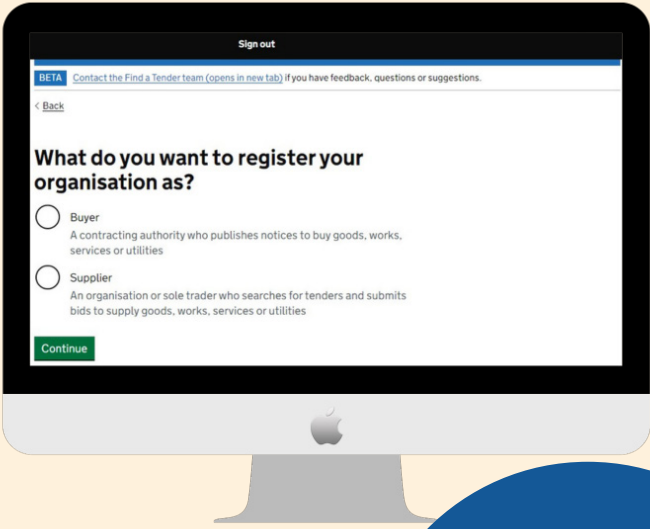 Sign out
BETA Contact the Find a Tender team (opens in new tab) if you have feedback, questions or suggestions.
< Back
What do you want to register your
organisation as?
Buyer
A contracting authority who publishes notices to buy goods, works,
services or utilities
Supplier
An organisation or sole trader who searches for tenders and submits
bids to supply goods, works, services or utilities
Continue